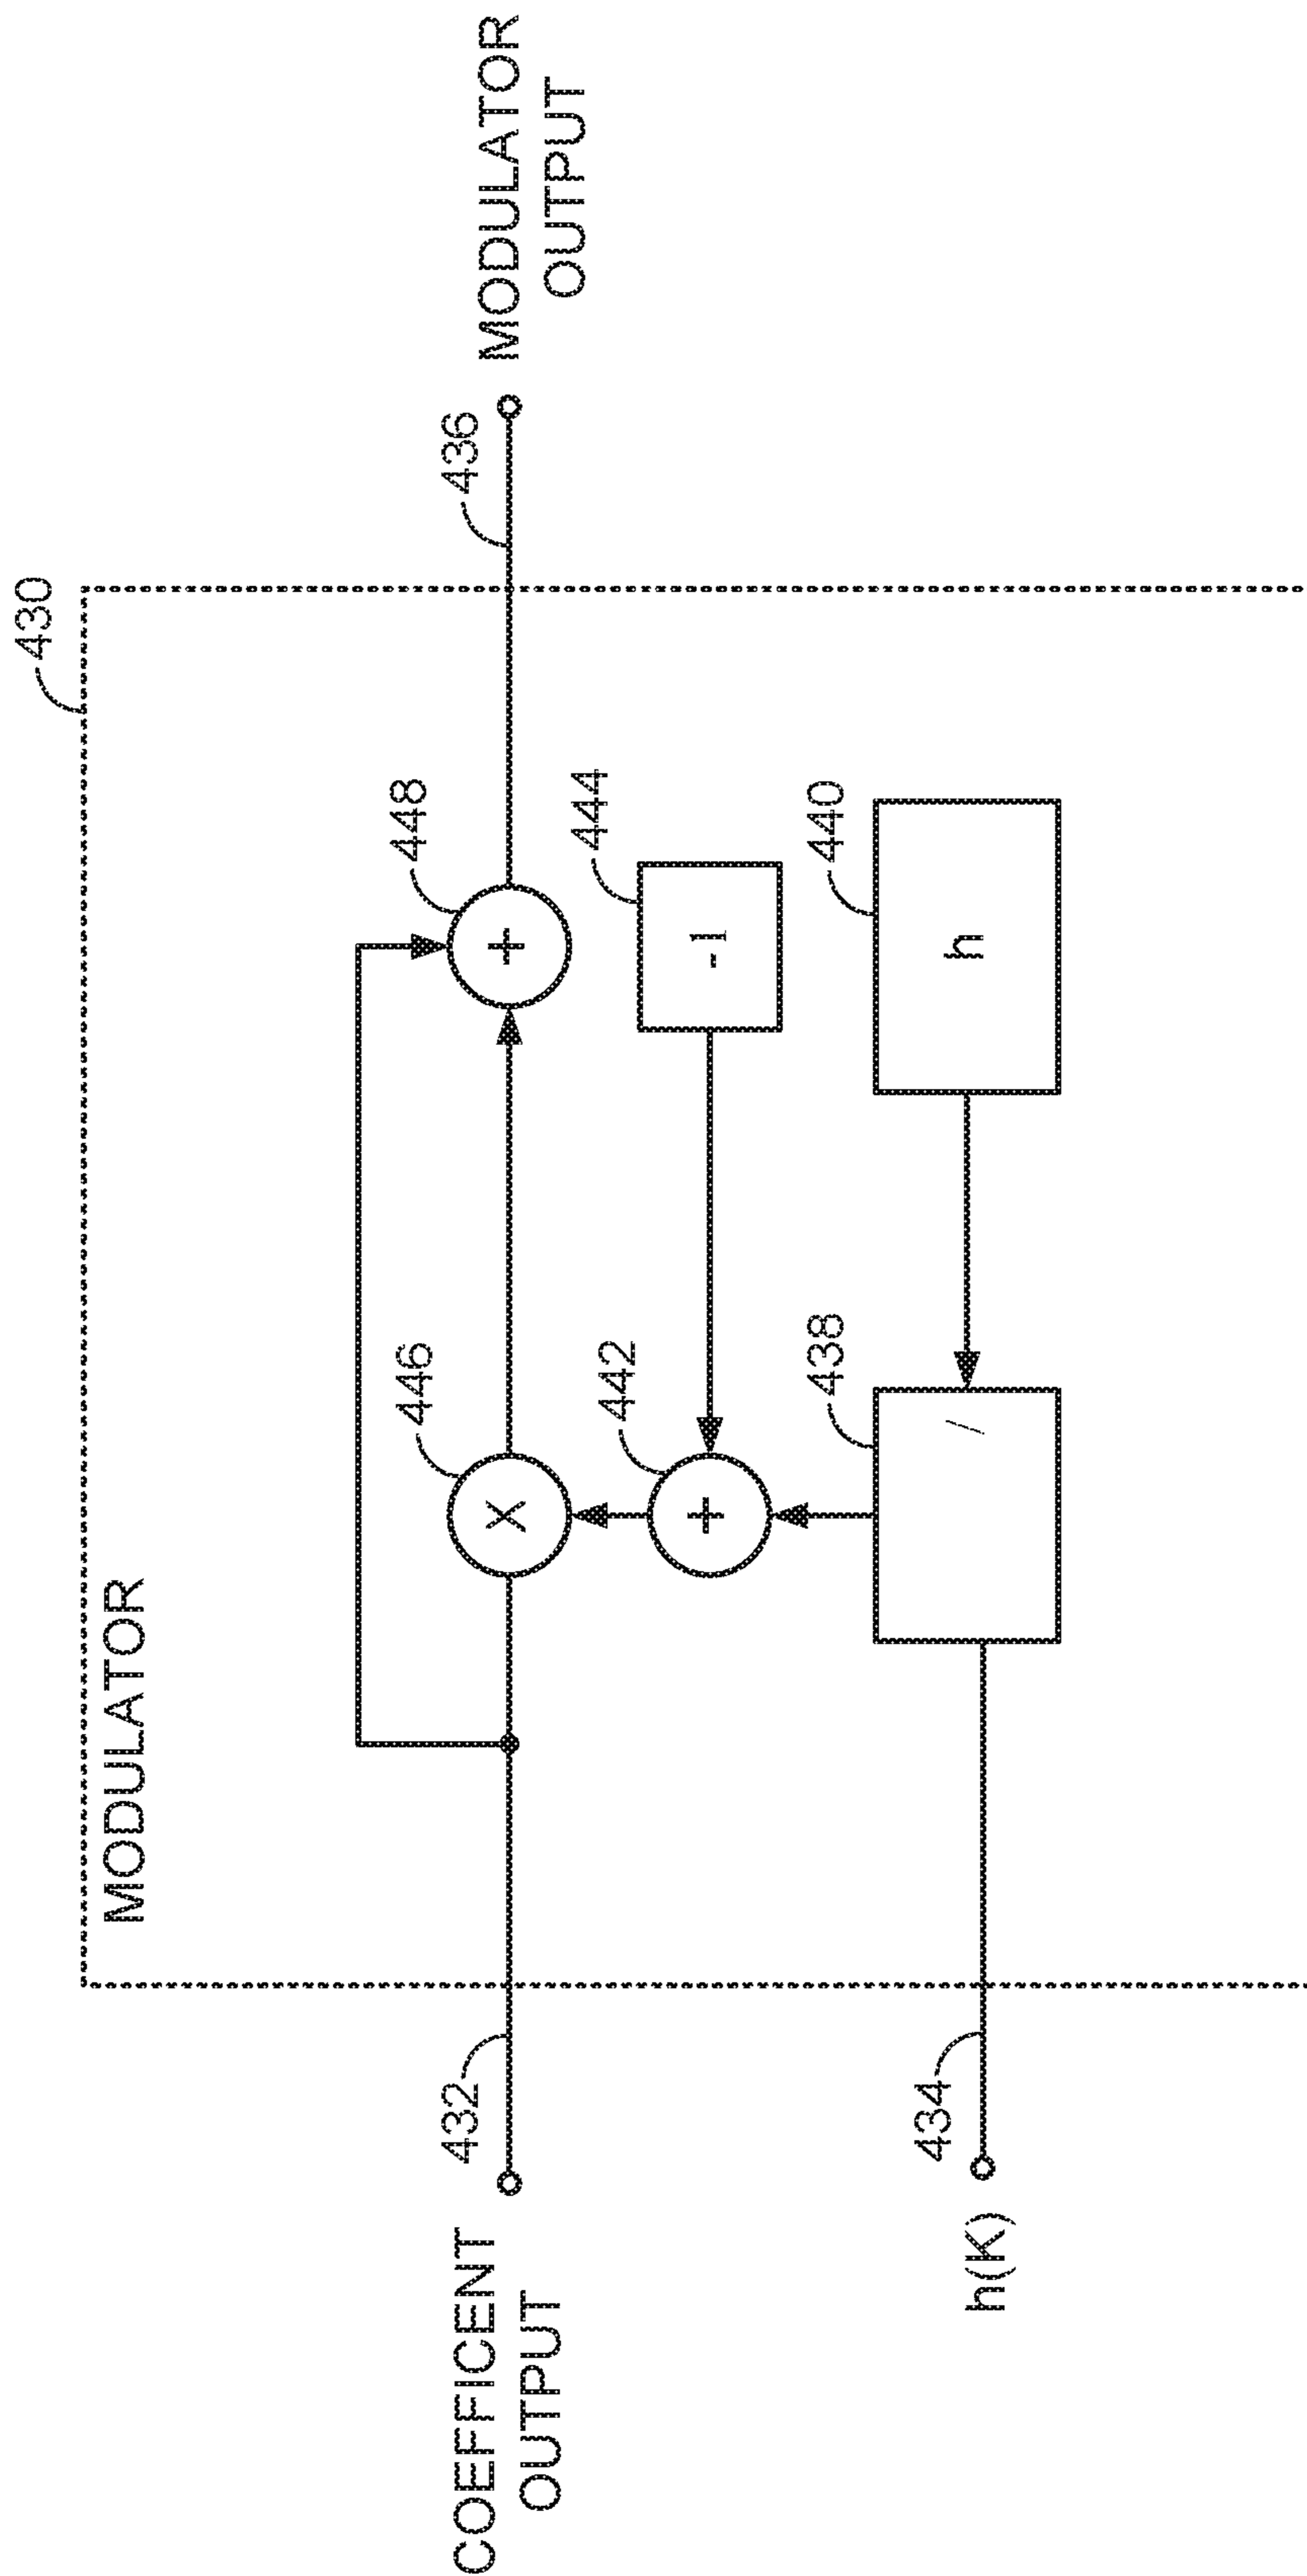 430
MODULATOR
448
446
432
COEFFICENT
OUTPUT
436
MODULATOR
OUTPUT
+
X
444
442
-1
+
440
438
434
h(K)
/
h